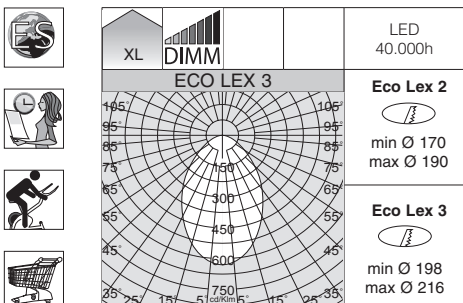 ES
XL
DIMM
LED
40.000h
ECO LEX 3
105° 105°
95° 95°
85° 85°
75° 75°
65° 65°
55° 55°
45° 45°
35° 25° 15° 5° 5° 15° 25° 35°
150
300
450
600
750
cd/Klm
Eco Lex 2
min Ø 170
max Ø 190
Eco Lex 3
min Ø 198
max Ø 216